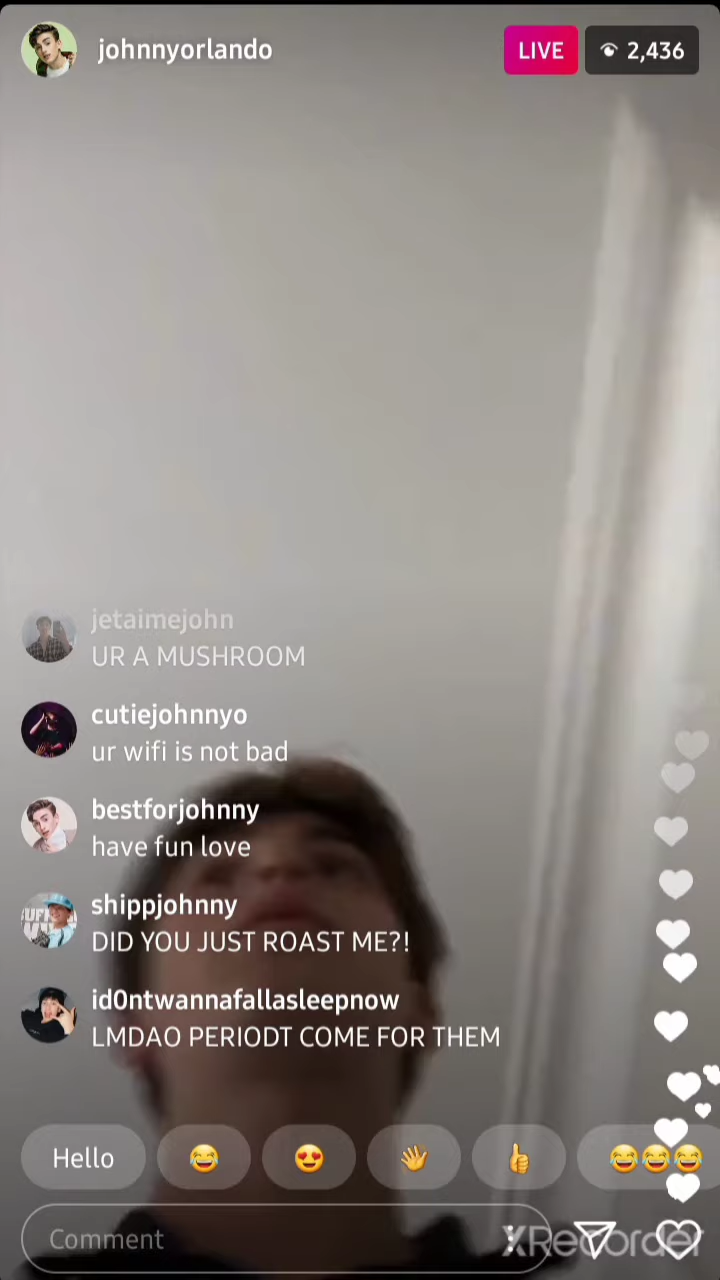 johnnyorlando
LIVE
2,436
jetaimejohn
UR A MUSHROOM
cutiejohnnyo
ur wifi is not bad
bestforjohnny
have fun love
shippjohnny
DID YOU JUST ROAST ME?!
id0ntwannafallasleepnow
LMDAO PERIODT COME FOR THEM
Hello
Comment
XRecorder